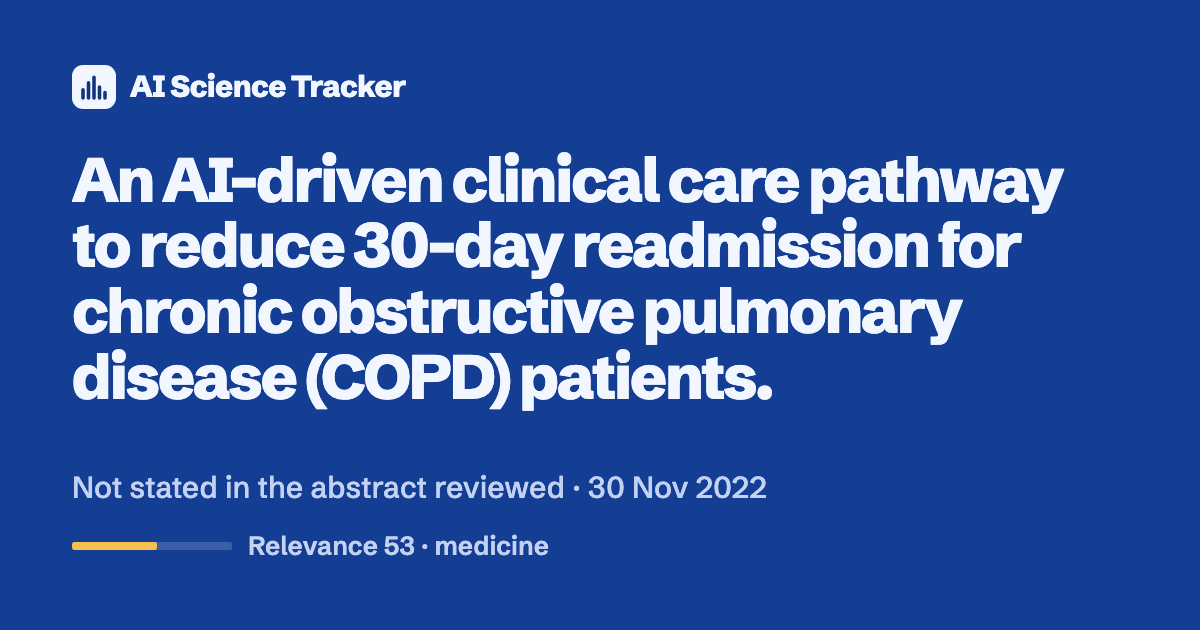 AI Science Tracker
An AI-driven clinical care pathway
to reduce 30-day readmission for
chronic obstructive pulmonary
disease (COPD) patients.
Not stated in the abstract reviewed · 30 Nov 2022
Relevance 53 · medicine